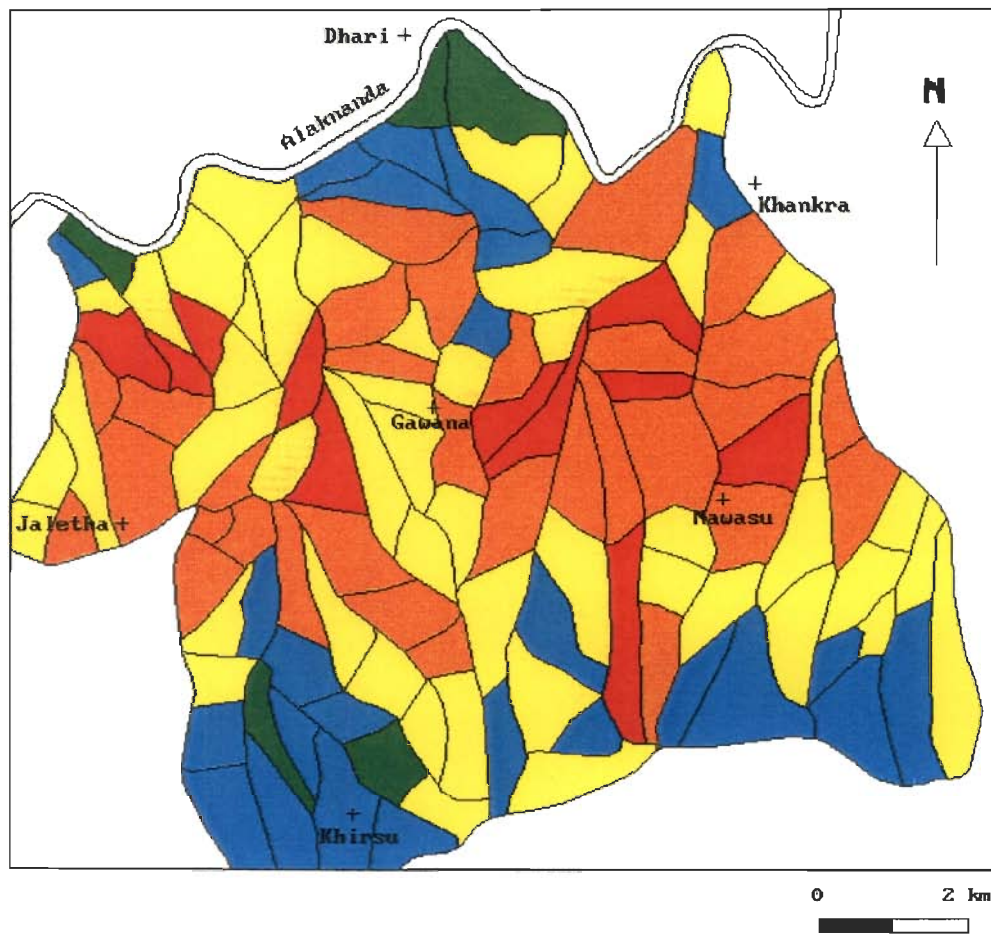 Dhari +
Alaknanda
N
+
Khankra
+
Gawana
+
Nawasu
Jaletha +
+
Khirsu
0 2 km